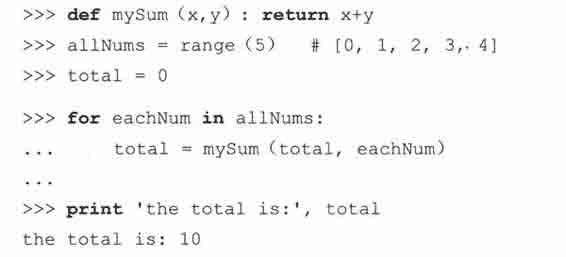 >>> def mySum (x,y) : return x+y
>>> allNums = range (5)   # [0, 1, 2, 3,. 4]
>>> total = 0
>>> for eachNum in allNums:
...     total = mySum (total, eachNum)
...
>>> print 'the total is:', total
the total is: 10